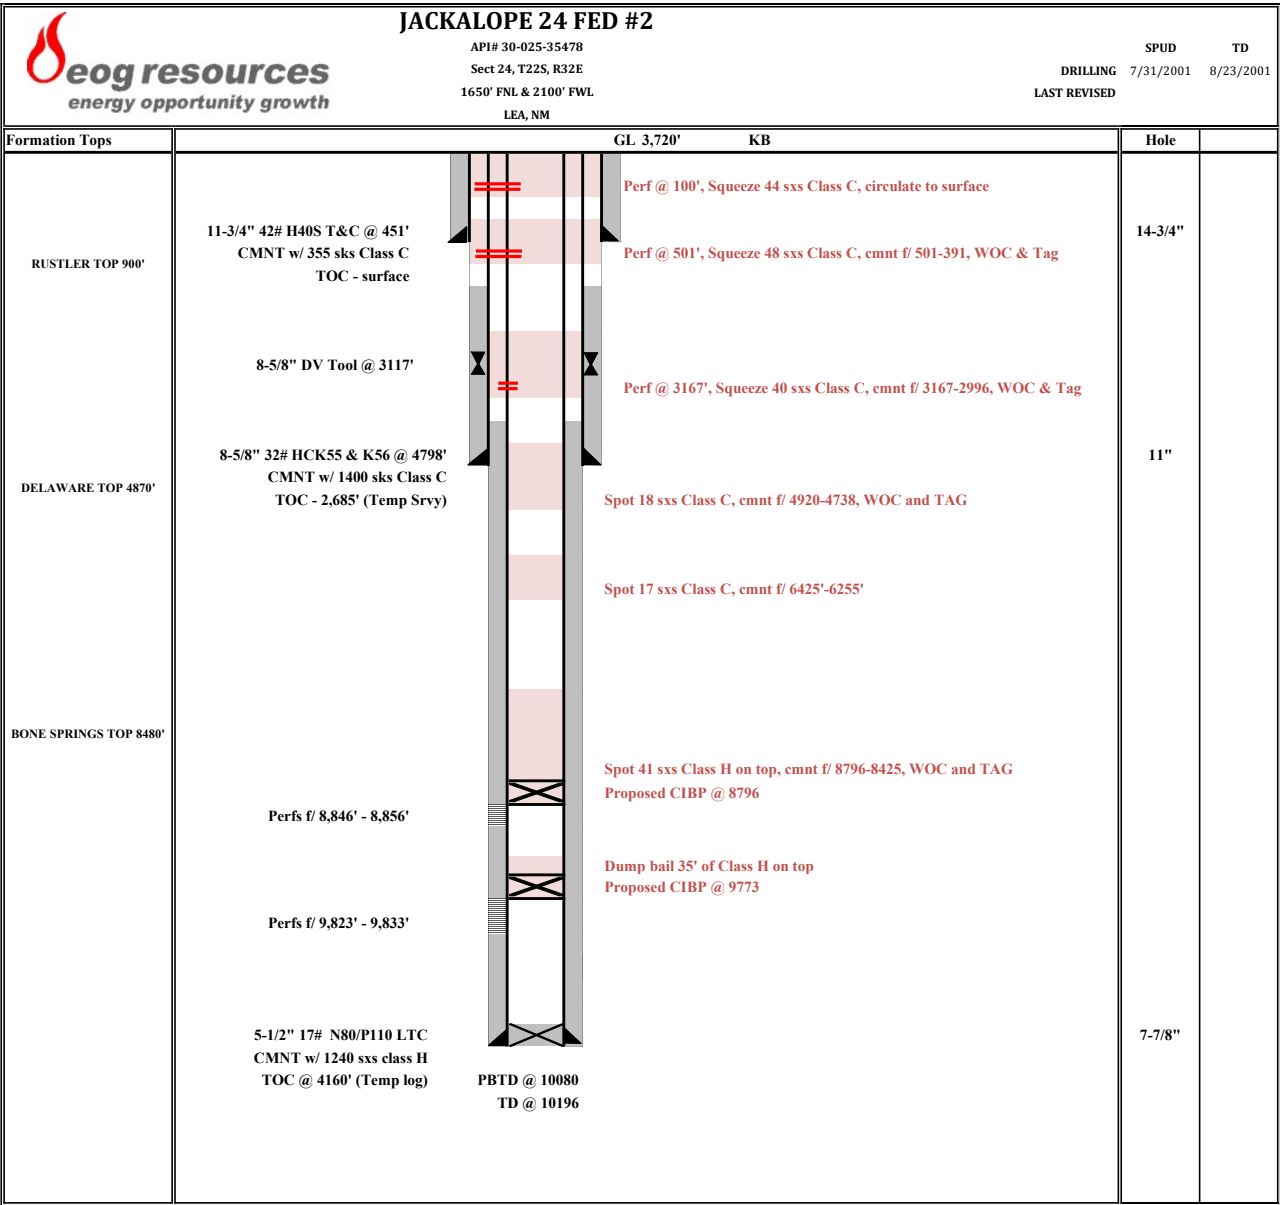 JACKALOPE 24 FED #2
eog resources
energy opportunity growth
API# 30-025-35478
Sect 24, T22S, R32E
1650' FNL & 2100' FWL
LEA, NM
SPUD TD
DRILLING 7/31/2001 8/23/2001
LAST REVISED
Formation Tops GL 3,720' KB Hole
Perf @ 100', Squeeze 44 sxs Class C, circulate to surface
11-3/4" 42# H40S T&C @ 451' 14-3/4"
CMNT w/ 355 sks Class C Perf @ 501', Squeeze 48 sxs Class C, cmnt f/ 501-391, WOC & Tag
RUSTLER TOP 900'
TOC - surface
8-5/8" DV Tool @ 3117'
Perf @ 3167', Squeeze 40 sxs Class C, cmnt f/ 3167-2996, WOC & Tag
8-5/8" 32# HCK55 & K56 @ 4798' 11"
CMNT w/ 1400 sks Class C
DELAWARE TOP 4870'
TOC - 2,685' (Temp Srvy) Spot 18 sxs Class C, cmnt f/ 4920-4738, WOC and TAG
Spot 17 sxs Class C, cmnt f/ 6425'-6255'
BONE SPRINGS TOP 8480'
Spot 41 sxs Class H on top, cmnt f/ 8796-8425, WOC and TAG
Proposed CIBP @ 8796
Perfs f/ 8,846' - 8,856'
Dump bail 35' of Class H on top
Proposed CIBP @ 9773
Perfs f/ 9,823' - 9,833'
5-1/2" 17# N80/P110 LTC 7-7/8"
CMNT w/ 1240 sxs class H
TOC @ 4160' (Temp log) PBTD @ 10080
TD @ 10196